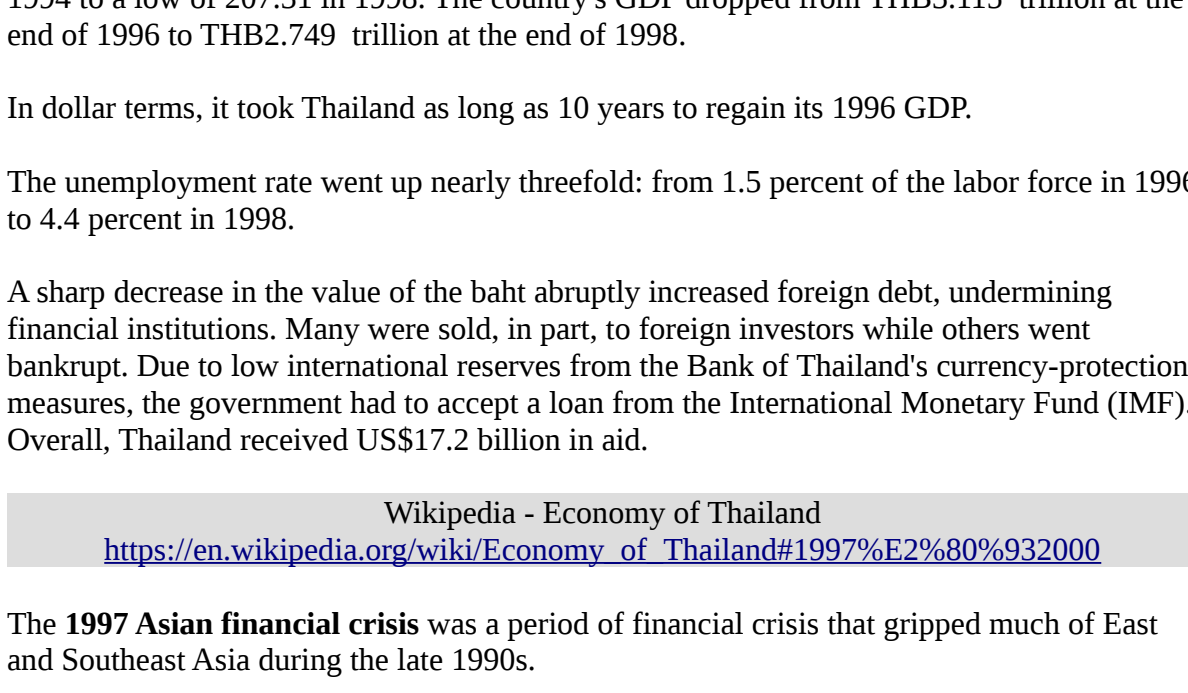 1994 to a low of 207.31 in 1998. The country's GDP dropped from THB3.115 trillion at the
end of 1996 to THB2.749 trillion at the end of 1998.
In dollar terms, it took Thailand as long as 10 years to regain its 1996 GDP.
The unemployment rate went up nearly threefold: from 1.5 percent of the labor force in 1996
to 4.4 percent in 1998.
A sharp decrease in the value of the baht abruptly increased foreign debt, undermining
financial institutions. Many were sold, in part, to foreign investors while others went
bankrupt. Due to low international reserves from the Bank of Thailand's currency-protection
measures, the government had to accept a loan from the International Monetary Fund (IMF).
Overall, Thailand received US$17.2 billion in aid.
Wikipedia - Economy of Thailand
https://en.wikipedia.org/wiki/Economy_of_Thailand#1997%E2%80%932000
The 1997 Asian financial crisis was a period of financial crisis that gripped much of East
and Southeast Asia during the late 1990s.